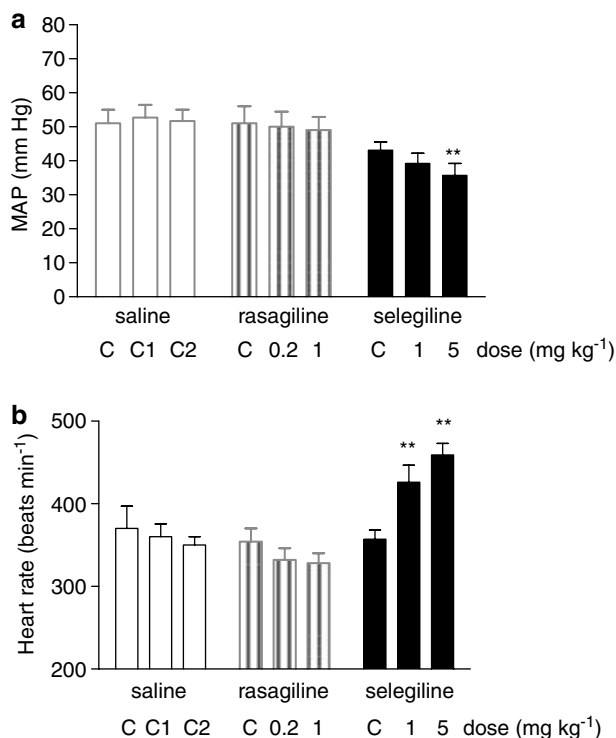 a
MAP (mm Hg)
80
70
60
50
40
30
20
10
0
**
saline rasagiline selegiline
C C1 C2 C 0.2 1 C 1 5 dose (mg kg⁻¹)
b
Heart rate (beats min⁻¹)
500
400
300
200
** **
saline rasagiline selegiline
C C1 C2 C 0.2 1 C 1 5 dose (mg kg⁻¹)